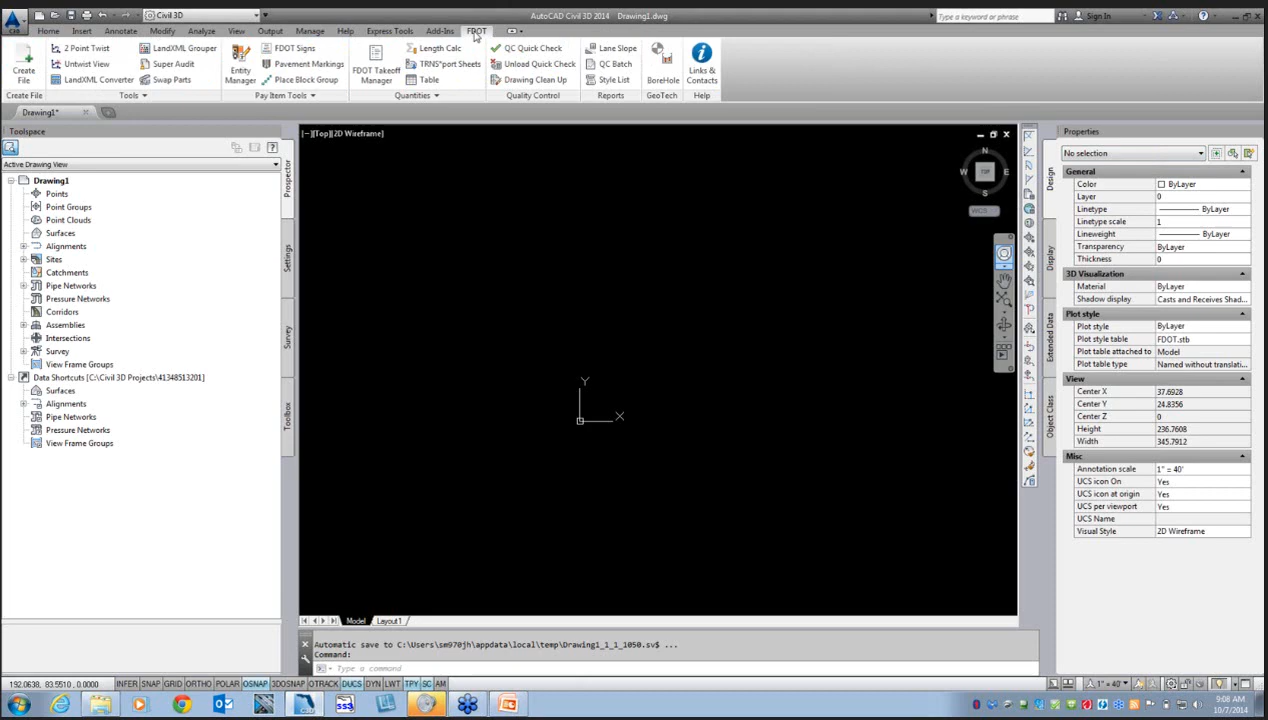 Civil 3D
AutoCAD Civil 3D 2014 Drawing1.dwg
Type a keyword or phrase
Sign In
Home Insert Annotate Modify Analyze View Output Manage Help Express Tools Add-Ins FDOT
Create File
2 Point Twist
Untwist View
LandXML Converter
LandXML Grouper
Super Audit
Swap Parts
Entity Manager
FDOT Signs
Pavement Markings
Place Block Group
FDOT Takeoff Manager
Length Calc
TRNS*port Sheets
Table
QC Quick Check
Unload Quick Check
Drawing Clean Up
Lane Slope
QC Batch
Style List
BoreHole
Links & Contacts
Create File Tools Pay Item Tools Quantities Quality Control Reports GeoTech Help
Drawing1*
Toolspace
Active Drawing View
Drawing1
Points
Point Groups
Point Clouds
Surfaces
Alignments
Sites
Catchments
Pipe Networks
Pressure Networks
Corridors
Assemblies
Intersections
Survey
View Frame Groups
Data Shortcuts [C:\Civil 3D Projects\41348513201]
Surfaces
Alignments
Pipe Networks
Pressure Networks
View Frame Groups
Prospector
Settings
Survey
Toolbox
[−][Top][2D Wireframe]
N
W TOP E
S
WCS
Y
X
Model Layout1
Automatic save to C:\Users\sm970jh\appdata\local\temp\Drawing1_1_1_1050.sv$ ...
Command:
Type a command
Design
Display
Extended Data
Object Class
Properties
No selection
General
Color ByLayer
Layer 0
Linetype ByLayer
Linetype scale 1
Lineweight ByLayer
Transparency ByLayer
Thickness 0
3D Visualization
Material ByLayer
Shadow display Casts and Receives Shad...
Plot style
Plot style ByLayer
Plot style table FDOT.stb
Plot table attached to Model
Plot table type Named without translati...
View
Center X 37.6928
Center Y 24.8356
Center Z 0
Height 236.7608
Width 345.7912
Misc
Annotation scale 1" = 40'
UCS icon On Yes
UCS icon at origin Yes
UCS per viewport Yes
UCS Name
Visual Style 2D Wireframe
192.0638, 83.5510, 0.0000 INFER SNAP GRID ORTHO POLAR OSNAP 3DOSNAP OTRACK DUCS DYN LWT TPY SC AM
1" = 40'
9:08 AM
10/7/2014